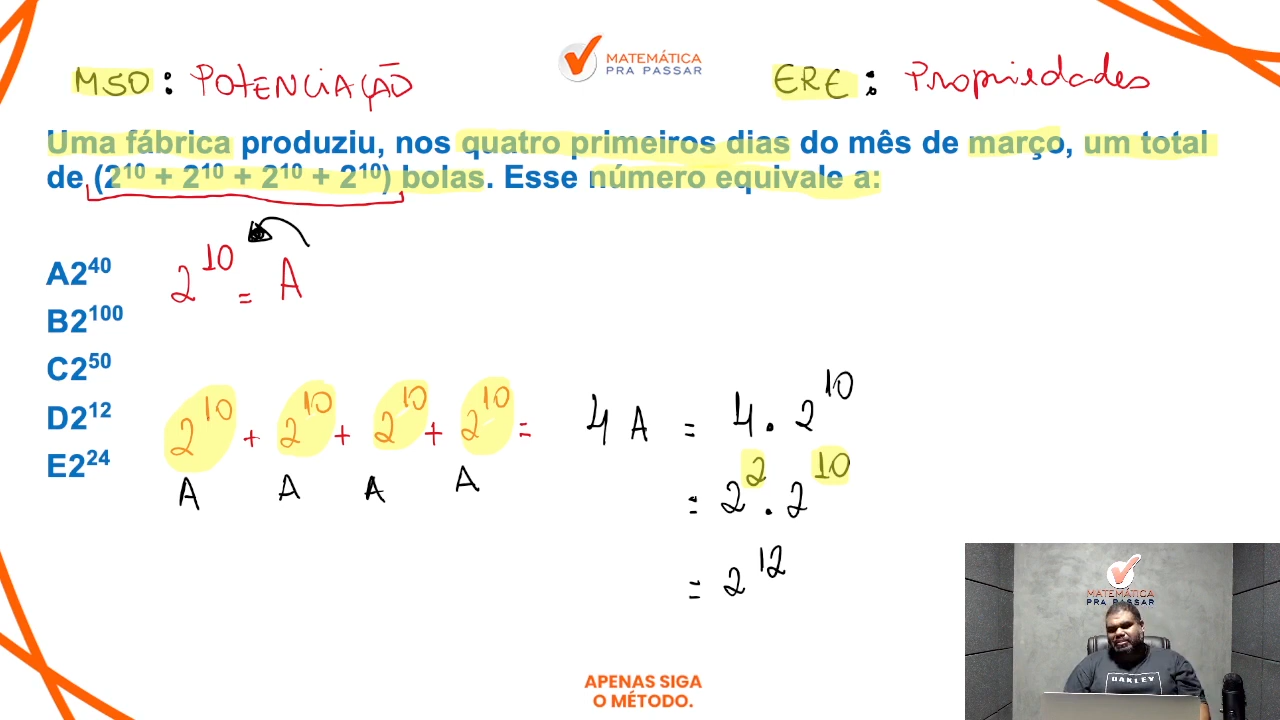 MATEMÁTICA
PRA PASSAR
MSO : POTENCIAÇÃO
ERE : Propriedades
Uma fábrica produziu, nos quatro primeiros dias do mês de março, um total
de (2¹⁰ + 2¹⁰ + 2¹⁰ + 2¹⁰) bolas. Esse número equivale a:
2¹⁰ = A
A2⁴⁰
B2¹⁰⁰
C2⁵⁰
D2¹²
E2²⁴
2¹⁰ + 2¹⁰ + 2¹⁰ + 2¹⁰ = 4A = 4 . 2¹⁰
A A A A
= 2² . 2¹⁰
= 2¹²
MATEMÁTICA
PRA PASSAR
OAKLEY
APENAS SIGA
O MÉTODO.